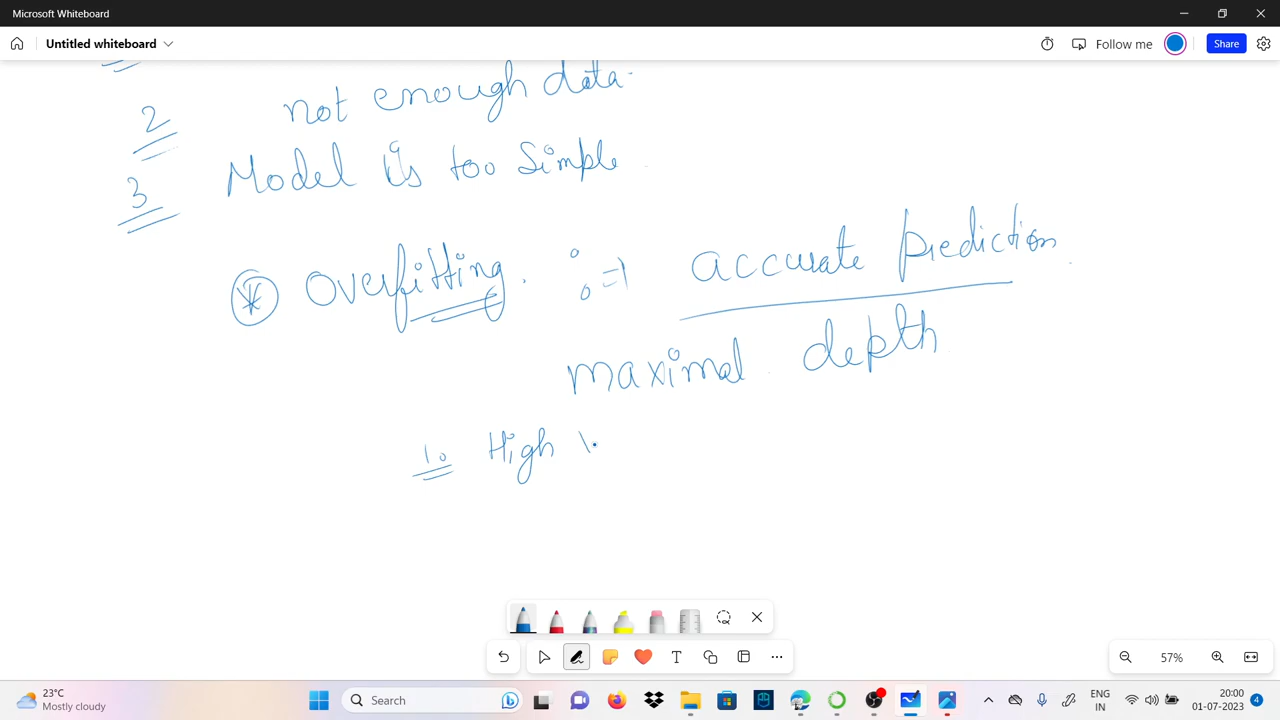 Microsoft Whiteboard
Untitled whiteboard
Follow me
Share
2 not enough data.
3 Model is too simple
* Overfitting. :⇒ accurate prediction
maximal depth
1. High
57%
23°C
Mostly cloudy
Search
ENG
IN
20:00
01-07-2023
4